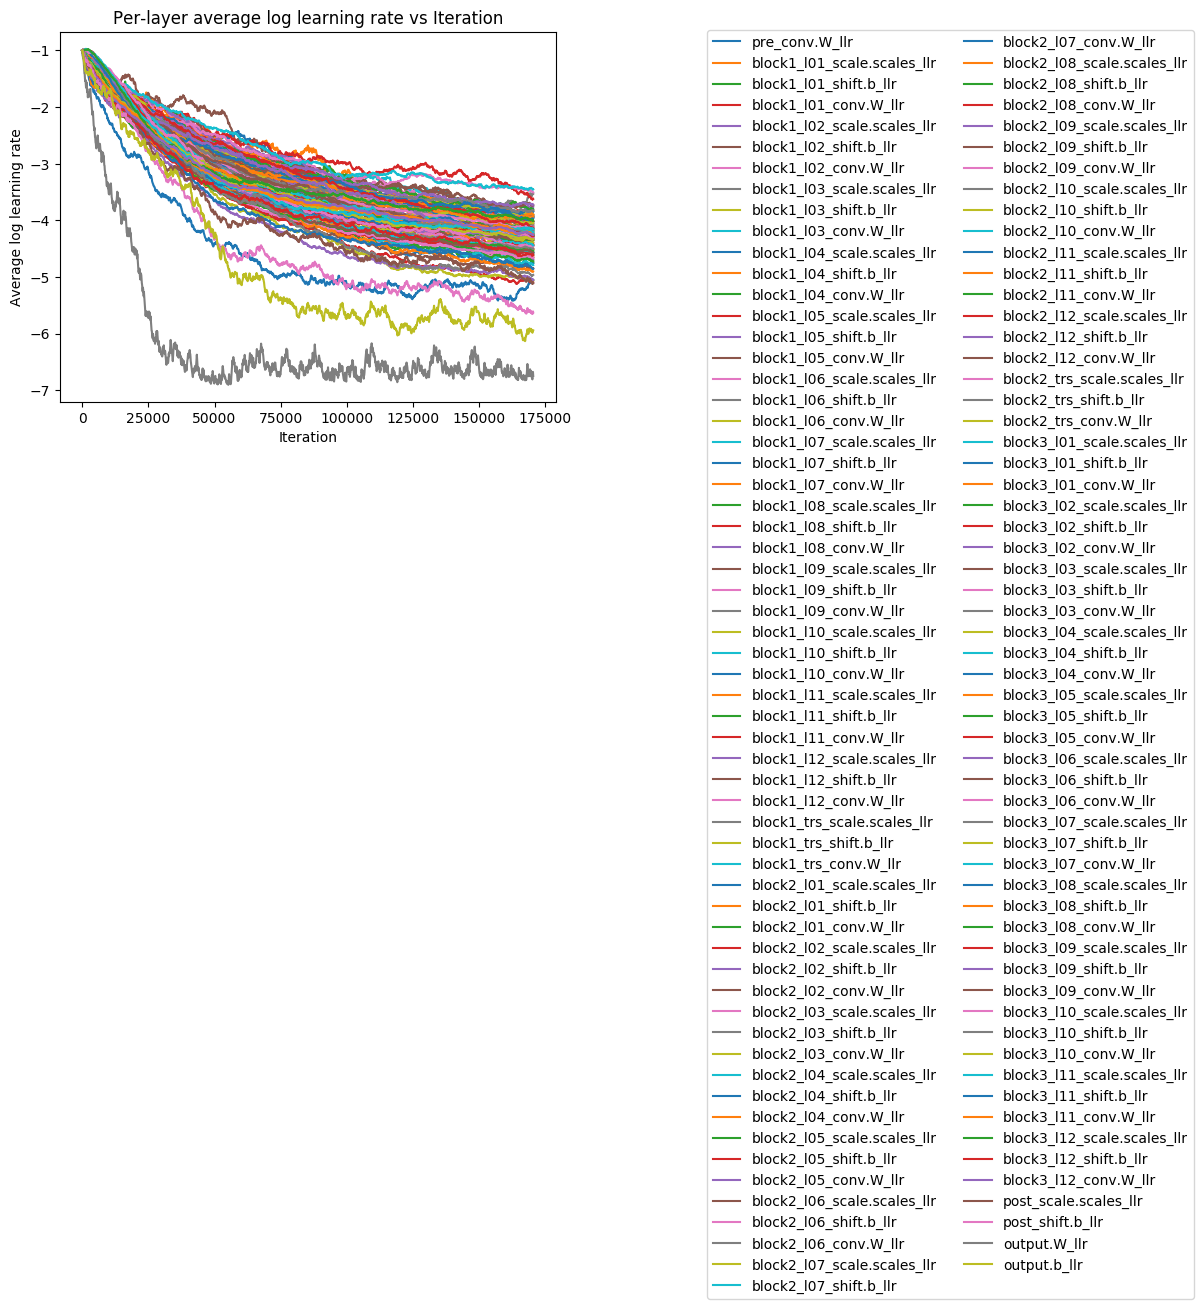 Per-layer average log learning rate vs Iteration
Average log learning rate
−1
−2
−3
−4
−5
−6
−7
0 25000 50000 75000 100000 125000 150000 175000
Iteration
pre_conv.W_llr
block1_l01_scale.scales_llr
block1_l01_shift.b_llr
block1_l01_conv.W_llr
block1_l02_scale.scales_llr
block1_l02_shift.b_llr
block1_l02_conv.W_llr
block1_l03_scale.scales_llr
block1_l03_shift.b_llr
block1_l03_conv.W_llr
block1_l04_scale.scales_llr
block1_l04_shift.b_llr
block1_l04_conv.W_llr
block1_l05_scale.scales_llr
block1_l05_shift.b_llr
block1_l05_conv.W_llr
block1_l06_scale.scales_llr
block1_l06_shift.b_llr
block1_l06_conv.W_llr
block1_l07_scale.scales_llr
block1_l07_shift.b_llr
block1_l07_conv.W_llr
block1_l08_scale.scales_llr
block1_l08_shift.b_llr
block1_l08_conv.W_llr
block1_l09_scale.scales_llr
block1_l09_shift.b_llr
block1_l09_conv.W_llr
block1_l10_scale.scales_llr
block1_l10_shift.b_llr
block1_l10_conv.W_llr
block1_l11_scale.scales_llr
block1_l11_shift.b_llr
block1_l11_conv.W_llr
block1_l12_scale.scales_llr
block1_l12_shift.b_llr
block1_l12_conv.W_llr
block1_trs_scale.scales_llr
block1_trs_shift.b_llr
block1_trs_conv.W_llr
block2_l01_scale.scales_llr
block2_l01_shift.b_llr
block2_l01_conv.W_llr
block2_l02_scale.scales_llr
block2_l02_shift.b_llr
block2_l02_conv.W_llr
block2_l03_scale.scales_llr
block2_l03_shift.b_llr
block2_l03_conv.W_llr
block2_l04_scale.scales_llr
block2_l04_shift.b_llr
block2_l04_conv.W_llr
block2_l05_scale.scales_llr
block2_l05_shift.b_llr
block2_l05_conv.W_llr
block2_l06_scale.scales_llr
block2_l06_shift.b_llr
block2_l06_conv.W_llr
block2_l07_scale.scales_llr
block2_l07_shift.b_llr
block2_l07_conv.W_llr
block2_l08_scale.scales_llr
block2_l08_shift.b_llr
block2_l08_conv.W_llr
block2_l09_scale.scales_llr
block2_l09_shift.b_llr
block2_l09_conv.W_llr
block2_l10_scale.scales_llr
block2_l10_shift.b_llr
block2_l10_conv.W_llr
block2_l11_scale.scales_llr
block2_l11_shift.b_llr
block2_l11_conv.W_llr
block2_l12_scale.scales_llr
block2_l12_shift.b_llr
block2_l12_conv.W_llr
block2_trs_scale.scales_llr
block2_trs_shift.b_llr
block2_trs_conv.W_llr
block3_l01_scale.scales_llr
block3_l01_shift.b_llr
block3_l01_conv.W_llr
block3_l02_scale.scales_llr
block3_l02_shift.b_llr
block3_l02_conv.W_llr
block3_l03_scale.scales_llr
block3_l03_shift.b_llr
block3_l03_conv.W_llr
block3_l04_scale.scales_llr
block3_l04_shift.b_llr
block3_l04_conv.W_llr
block3_l05_scale.scales_llr
block3_l05_shift.b_llr
block3_l05_conv.W_llr
block3_l06_scale.scales_llr
block3_l06_shift.b_llr
block3_l06_conv.W_llr
block3_l07_scale.scales_llr
block3_l07_shift.b_llr
block3_l07_conv.W_llr
block3_l08_scale.scales_llr
block3_l08_shift.b_llr
block3_l08_conv.W_llr
block3_l09_scale.scales_llr
block3_l09_shift.b_llr
block3_l09_conv.W_llr
block3_l10_scale.scales_llr
block3_l10_shift.b_llr
block3_l10_conv.W_llr
block3_l11_scale.scales_llr
block3_l11_shift.b_llr
block3_l11_conv.W_llr
block3_l12_scale.scales_llr
block3_l12_shift.b_llr
block3_l12_conv.W_llr
post_scale.scales_llr
post_shift.b_llr
output.W_llr
output.b_llr